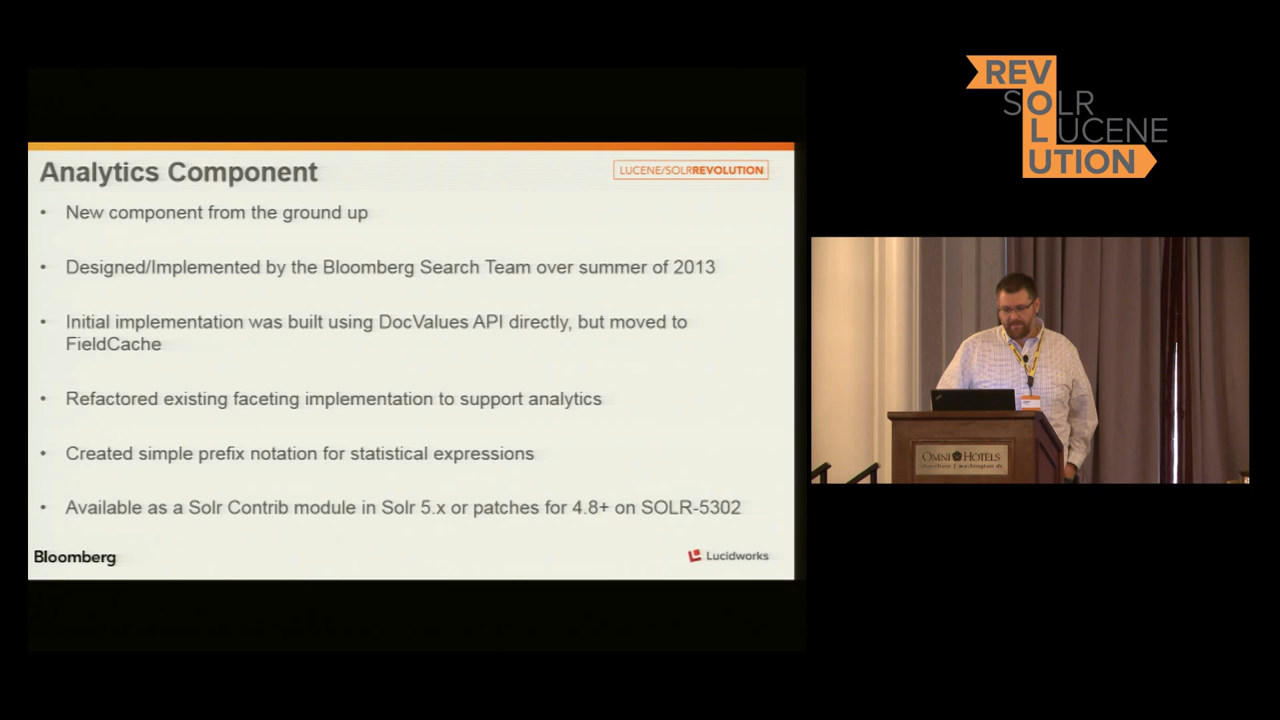 REV
SOLR
LUCENE
UTION
Analytics Component
LUCENE/SOLRREVOLUTION
• New component from the ground up
• Designed/Implemented by the Bloomberg Search Team over summer of 2013
• Initial implementation was built using DocValues API directly, but moved to
FieldCache
• Refactored existing faceting implementation to support analytics
• Created simple prefix notation for statistical expressions
• Available as a Solr Contrib module in Solr 5.x or patches for 4.8+ on SOLR-5302
Bloomberg
Lucidworks
OMNI HOTELS